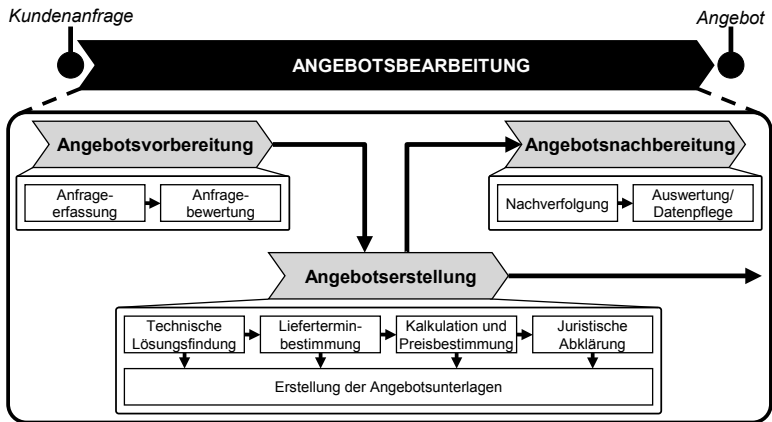 Kundenanfrage
Angebot
ANGEBOTSBEARBEITUNG
Angebotsvorbereitung
Angebotsnachbereitung
Anfrage-
erfassung
Anfrage-
bewertung
Nachverfolgung
Auswertung/
Datenpflege
Angebotserstellung
Technische
Lösungsfindung
Liefertermin-
bestimmung
Kalkulation und
Preisbestimmung
Juristische
Abklärung
Erstellung der Angebotsunterlagen